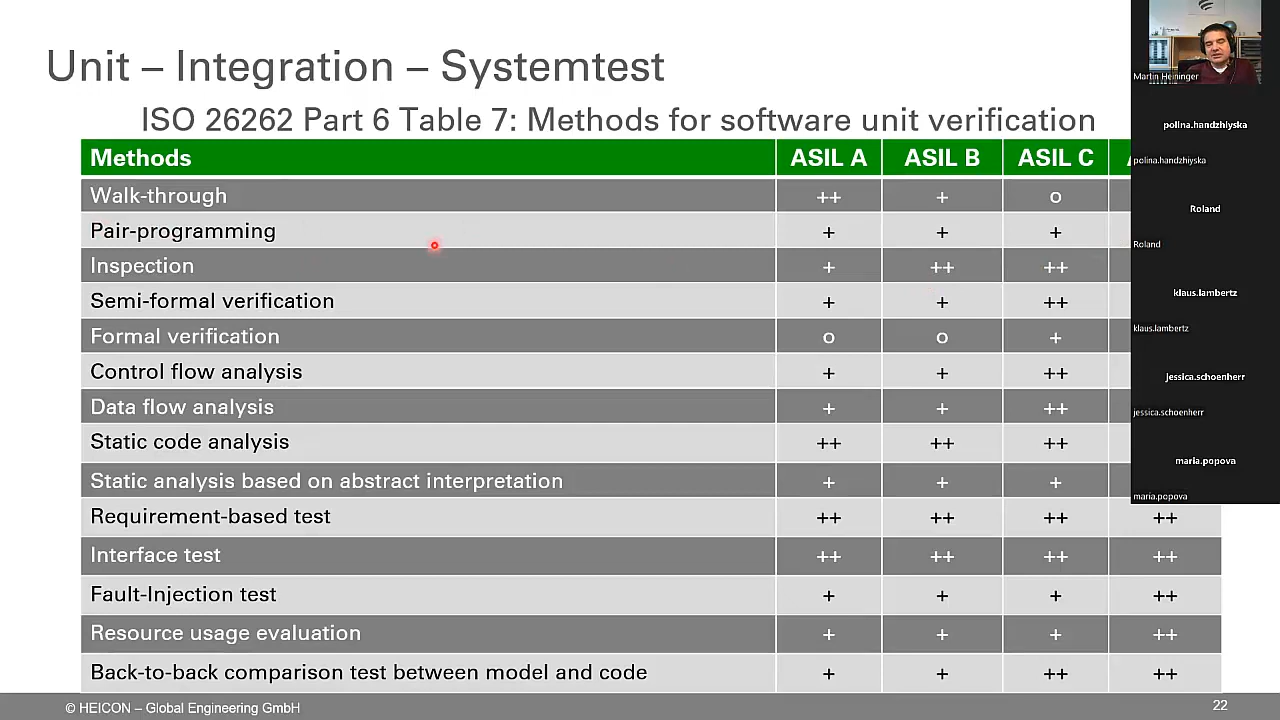 Unit – Integration – Systemtest
ISO 26262 Part 6 Table 7: Methods for software unit verification
Methods ASIL A ASIL B ASIL C
Walk-through ++ + o
Pair-programming + + +
Inspection + ++ ++
Semi-formal verification + + ++
Formal verification o o +
Control flow analysis + + ++
Data flow analysis + + ++
Static code analysis ++ ++ ++
Static analysis based on abstract interpretation + + +
Requirement-based test ++ ++ ++ ++
Interface test ++ ++ ++ ++
Fault-Injection test + + + ++
Resource usage evaluation + + + ++
Back-to-back comparison test between model and code + + ++ ++
© HEICON – Global Engineering GmbH
22
Martin Heininger
polina.handzhiyska
polina.handzhiyska
Roland
Roland
klaus.lambertz
klaus.lambertz
jessica.schoenherr
jessica.schoenherr
maria.popova
maria.popova